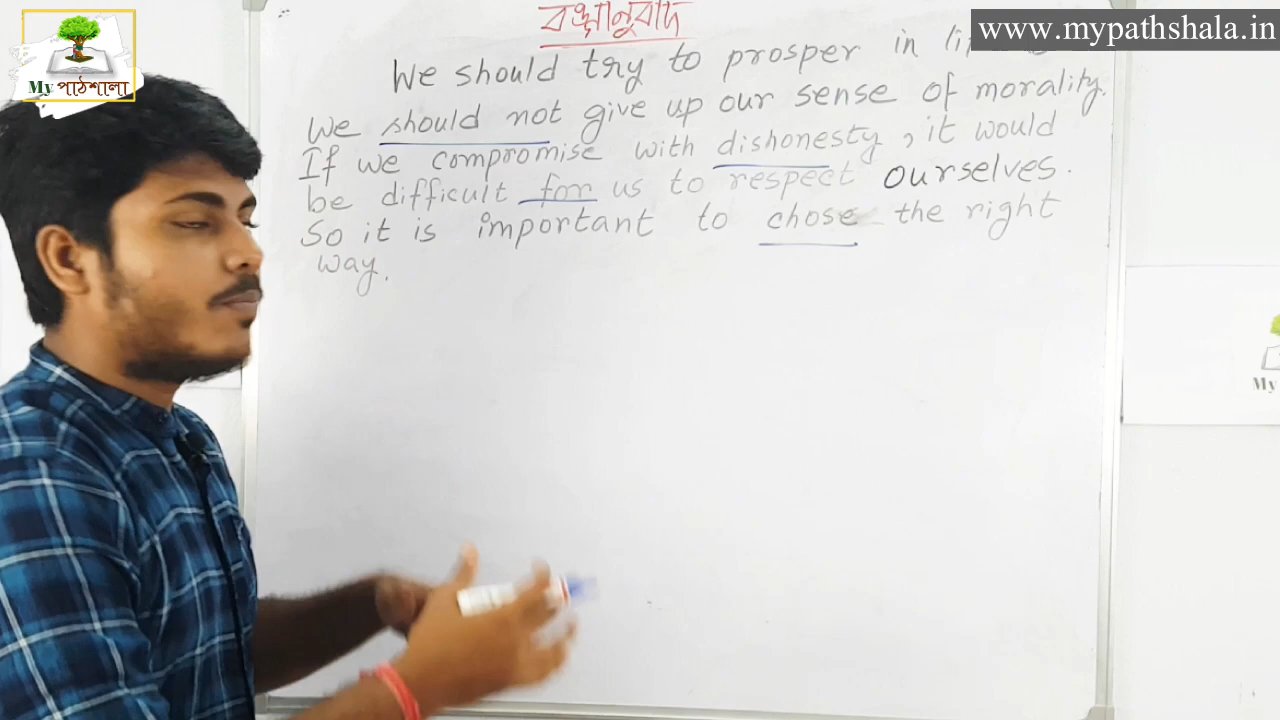 My পাঠশালা
www.mypathshala.in
বঙ্গানুবাদ
We should try to prosper in
We should not give up our sense of morality.
If we compromise with dishonesty, it would
be difficult for us to respect ourselves.
So it is important to chose the right
way.
My